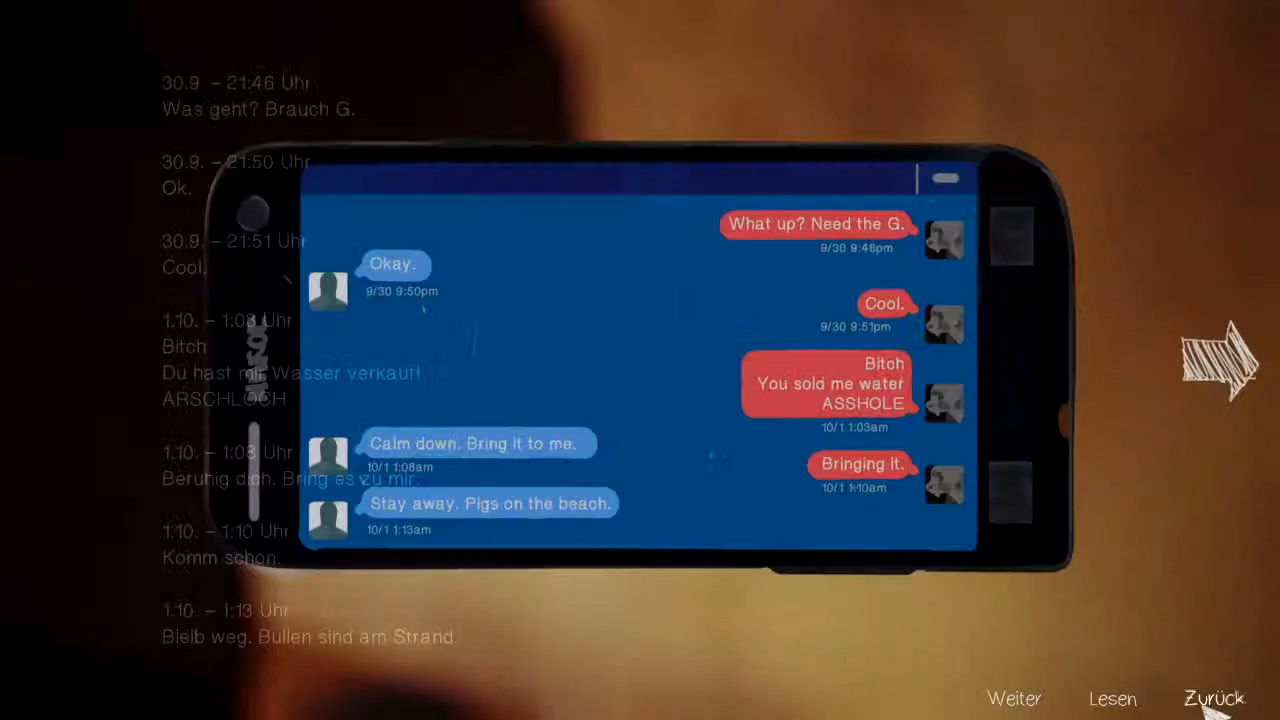 30.9 – 21:46 Uhr
Was geht? Brauch G.
30.9. – 21:50 Uhr
Ok.
30.9. – 21:51 Uhr
Cool.
1.10. – 1:03 Uhr
Bitch
Du hast mir Wasser verkauft!
ARSCHLOCH
1.10. – 1:08 Uhr
Beruhig dich. Bring es zu mir.
1.10. – 1:10 Uhr
Komm schon.
1.10. – 1:13 Uhr
Bleib weg. Bullen sind am Strand.
What up? Need the G.
9/30 9:48pm
Okay.
9/30 9:50pm
Cool.
9/30 9:51pm
Bitch
You sold me water
ASSHOLE
10/1 1:03am
Calm down. Bring it to me.
10/1 1:08am
Bringing it.
10/1 1:10am
Stay away. Pigs on the beach.
10/1 1:13am
Weiter
Lesen
Zurück